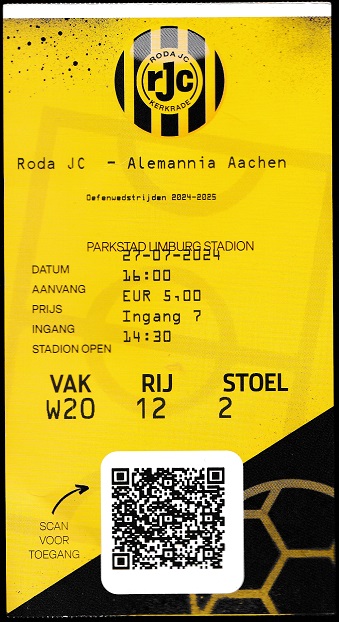 RODA JC
rJc
KERKRADE
Roda JC - Alemannia Aachen
Oefenwedstrijden 2024-2025
PARKSTAD LIMBURG STADION
DATUM 27-07-2024
AANVANG 16:00
PRIJS EUR 5,00
INGANG Ingang 7
STADION OPEN 14:30
VAK RIJ STOEL
W20 12 2
SCAN
VOOR
TOEGANG